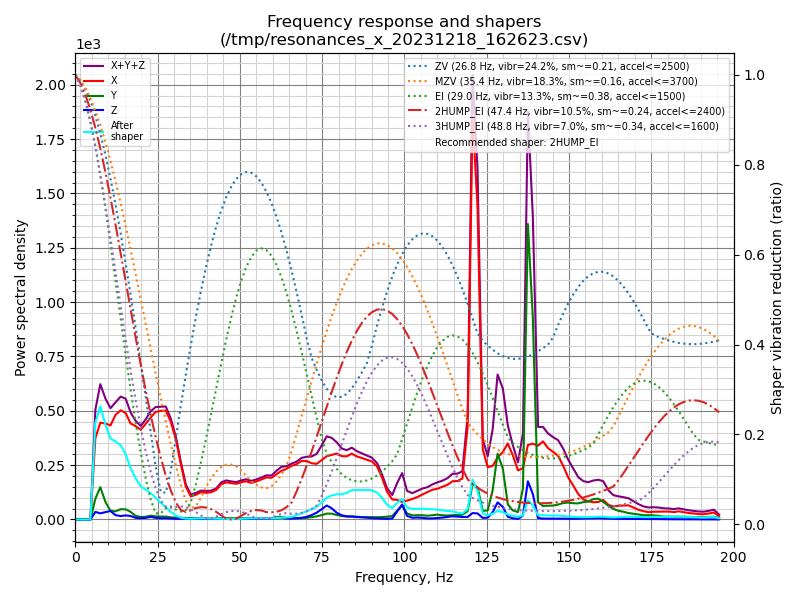 Frequency response and shapers
(/tmp/resonances_x_20231218_162623.csv)
1e3
X+Y+Z
X
Y
Z
After
shaper
ZV (26.8 Hz, vibr=24.2%, sm~=0.21, accel<=2500)
MZV (35.4 Hz, vibr=18.3%, sm~=0.16, accel<=3700)
EI (29.0 Hz, vibr=13.3%, sm~=0.38, accel<=1500)
2HUMP_EI (47.4 Hz, vibr=10.5%, sm~=0.24, accel<=2400)
3HUMP_EI (48.8 Hz, vibr=7.0%, sm~=0.34, accel<=1600)
Recommended shaper: 2HUMP_EI
Power spectral density
2.00
1.75
1.50
1.25
1.00
0.75
0.50
0.25
0.00
1.0
0.8
0.6
0.4
0.2
0.0
Shaper vibration reduction (ratio)
0 25 50 75 100 125 150 175 200
Frequency, Hz